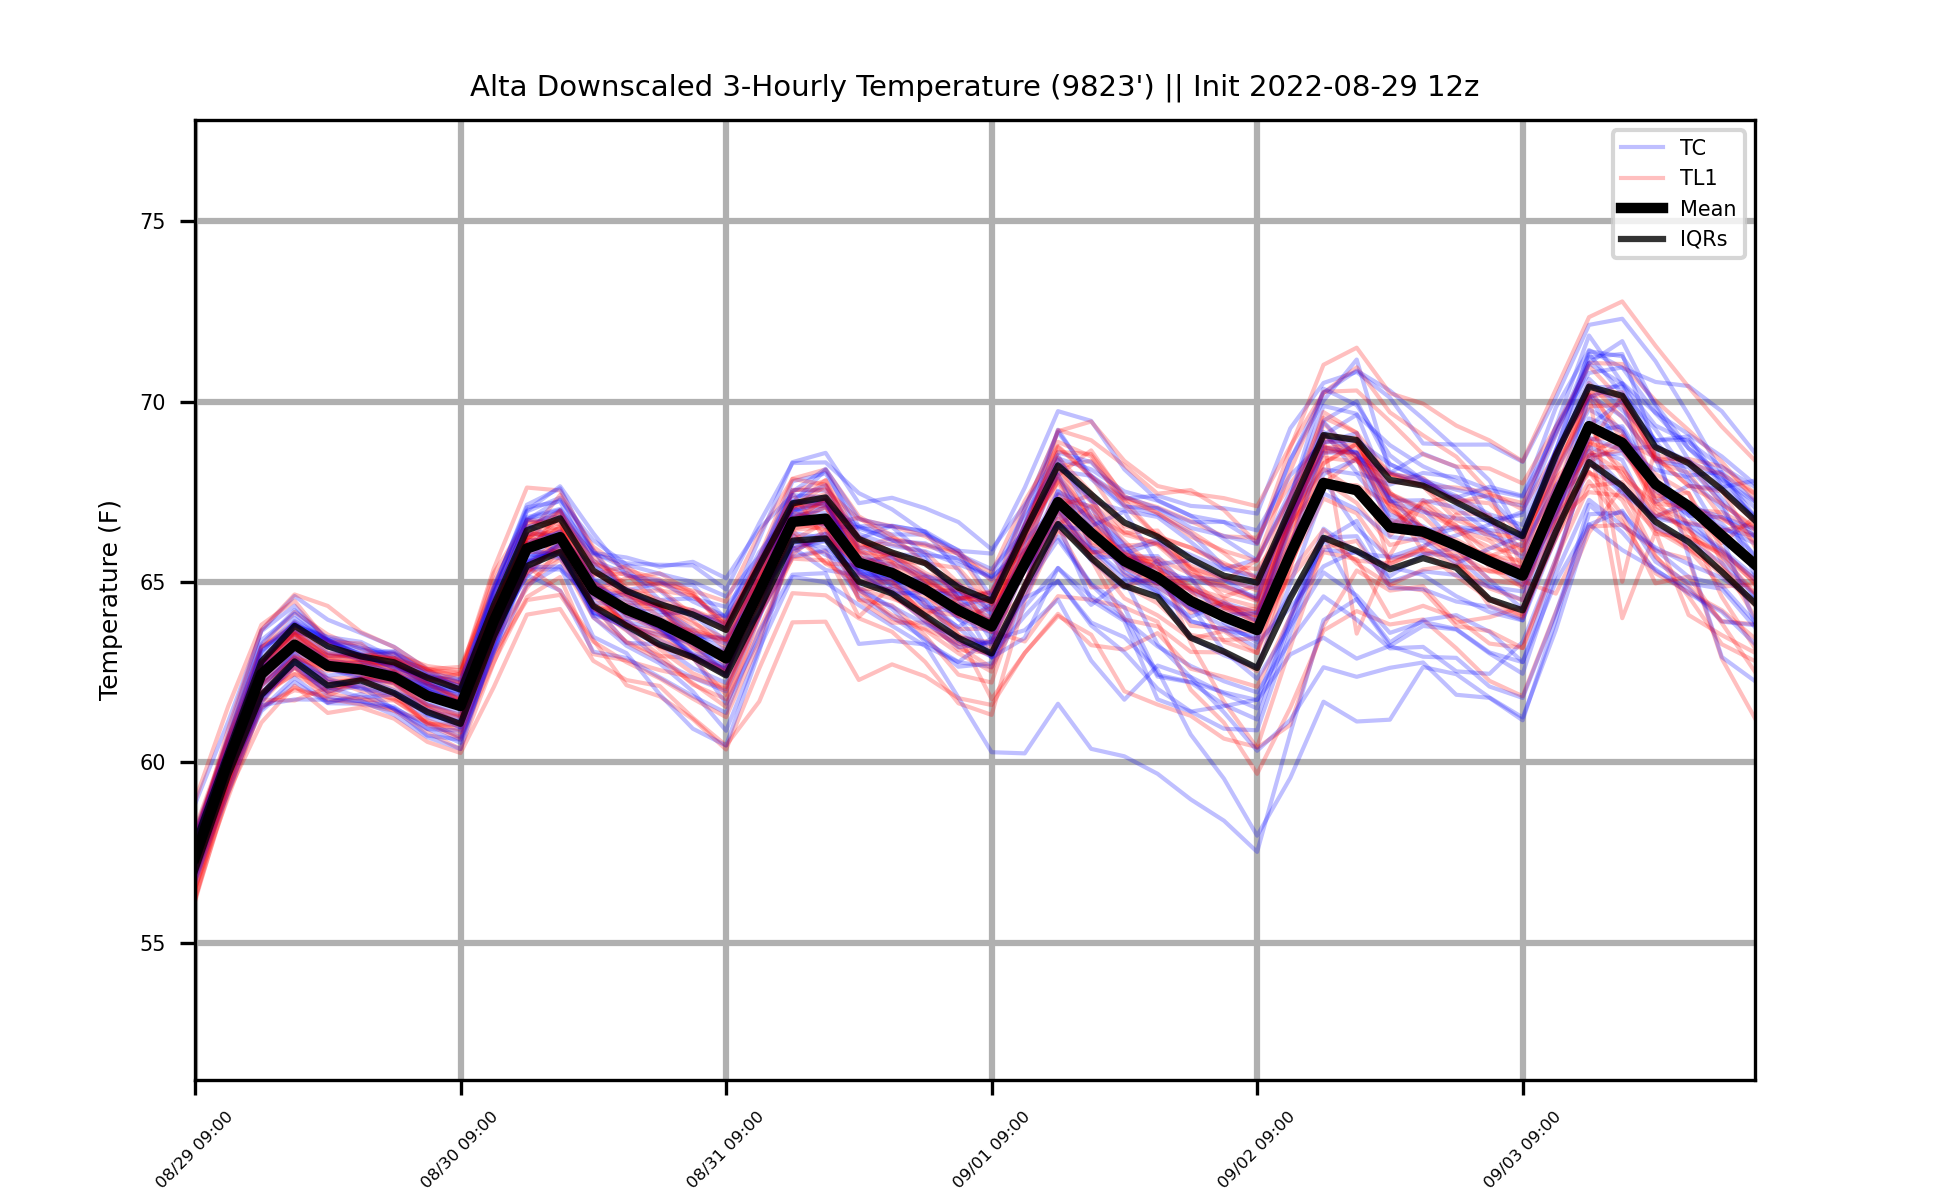 Alta Downscaled 3-Hourly Temperature (9823') || Init 2022-08-29 12z
TC
TL1
Mean
IQRs
Temperature (F)
75
70
65
60
55
08/29 09:00
08/30 09:00
08/31 09:00
09/01 09:00
09/02 09:00
09/03 09:00